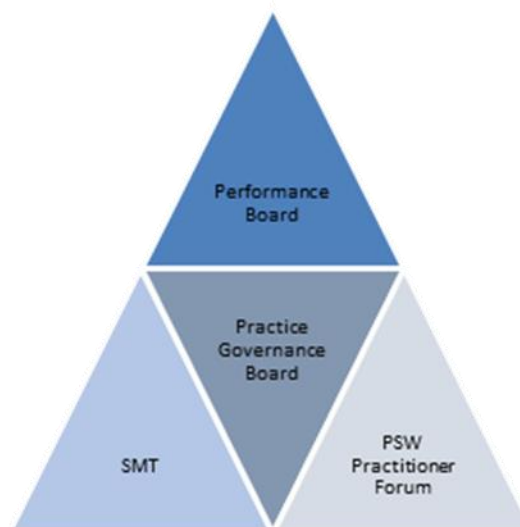 Performance
Board
Practice
Governance
Board
SMT
PSW
Practitioner
Forum